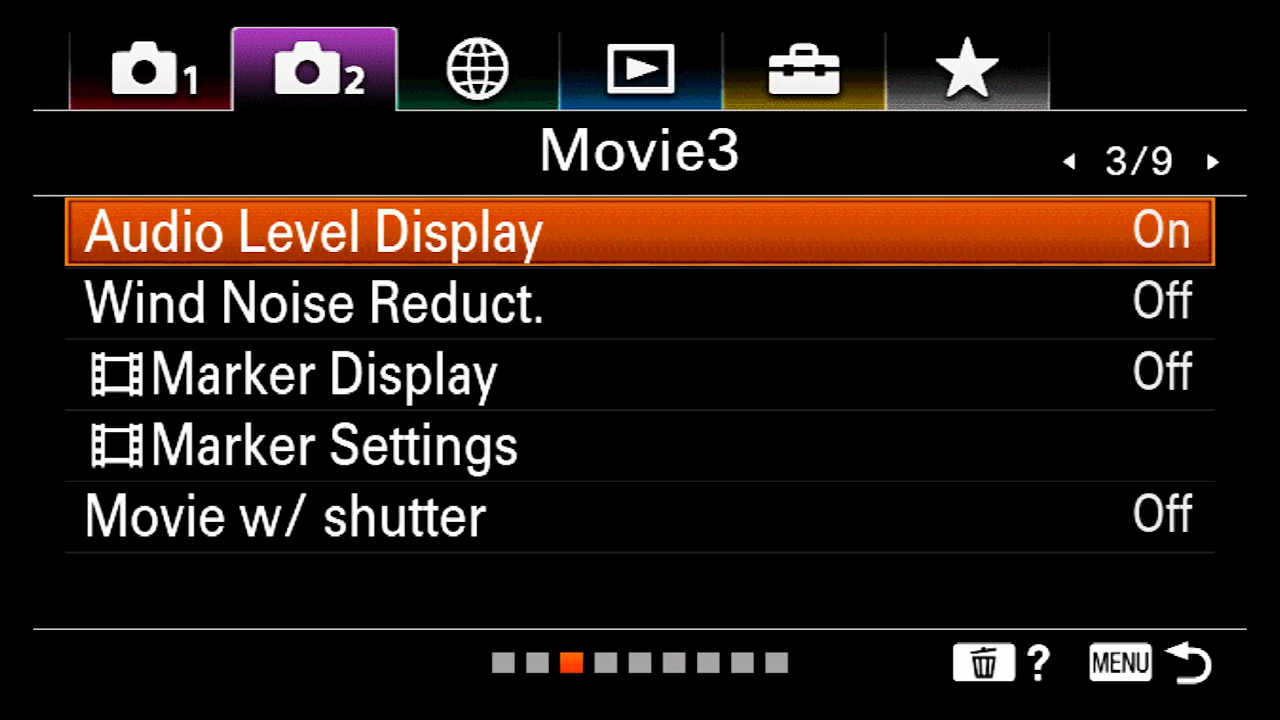 1 2
Movie3 3/9
Audio Level Display On
Wind Noise Reduct. Off
Marker Display Off
Marker Settings
Movie w/ shutter Off
? MENU